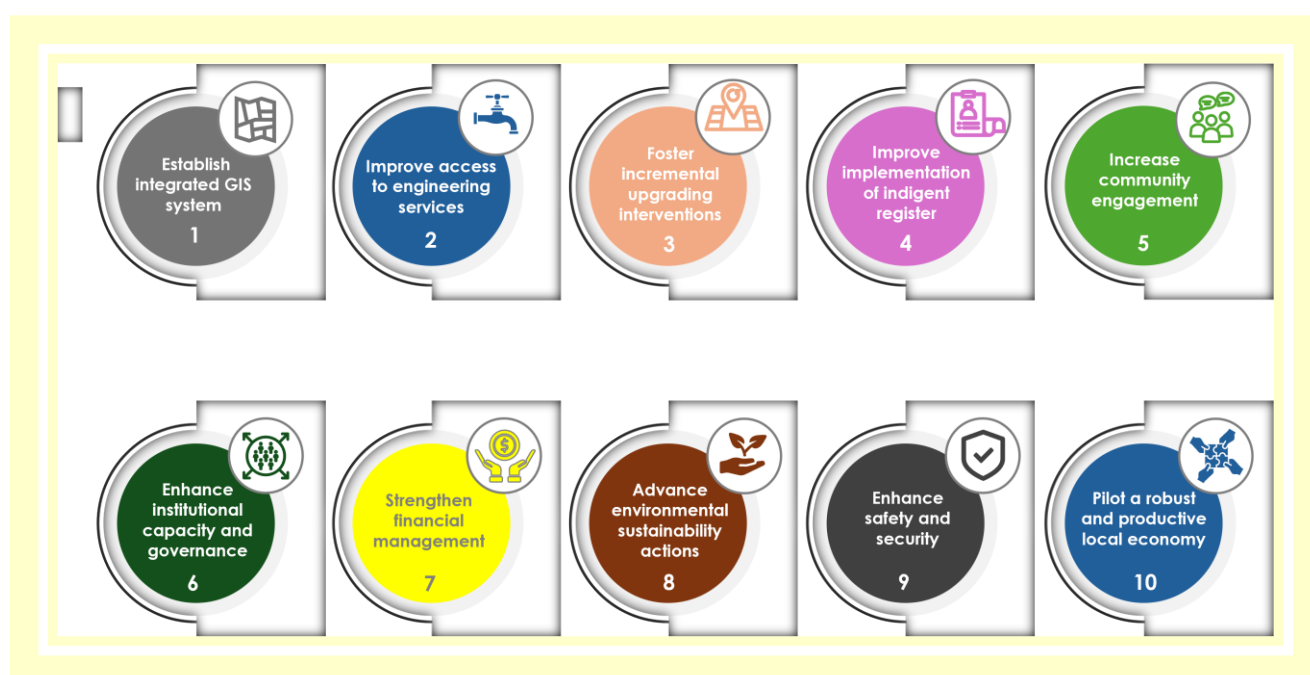 Establish
integrated GIS
system
1
Improve access
to engineering
services
2
Foster
incremental
upgrading
interventions
3
Improve
implementation
of indigent
register
4
Increase
community
engagement
5
Enhance
institutional
capacity and
governance
6
Strengthen
financial
management
7
Advance
environmental
sustainability
actions
8
Enhance
safety and
security
9
Pilot a robust
and productive
local economy
10